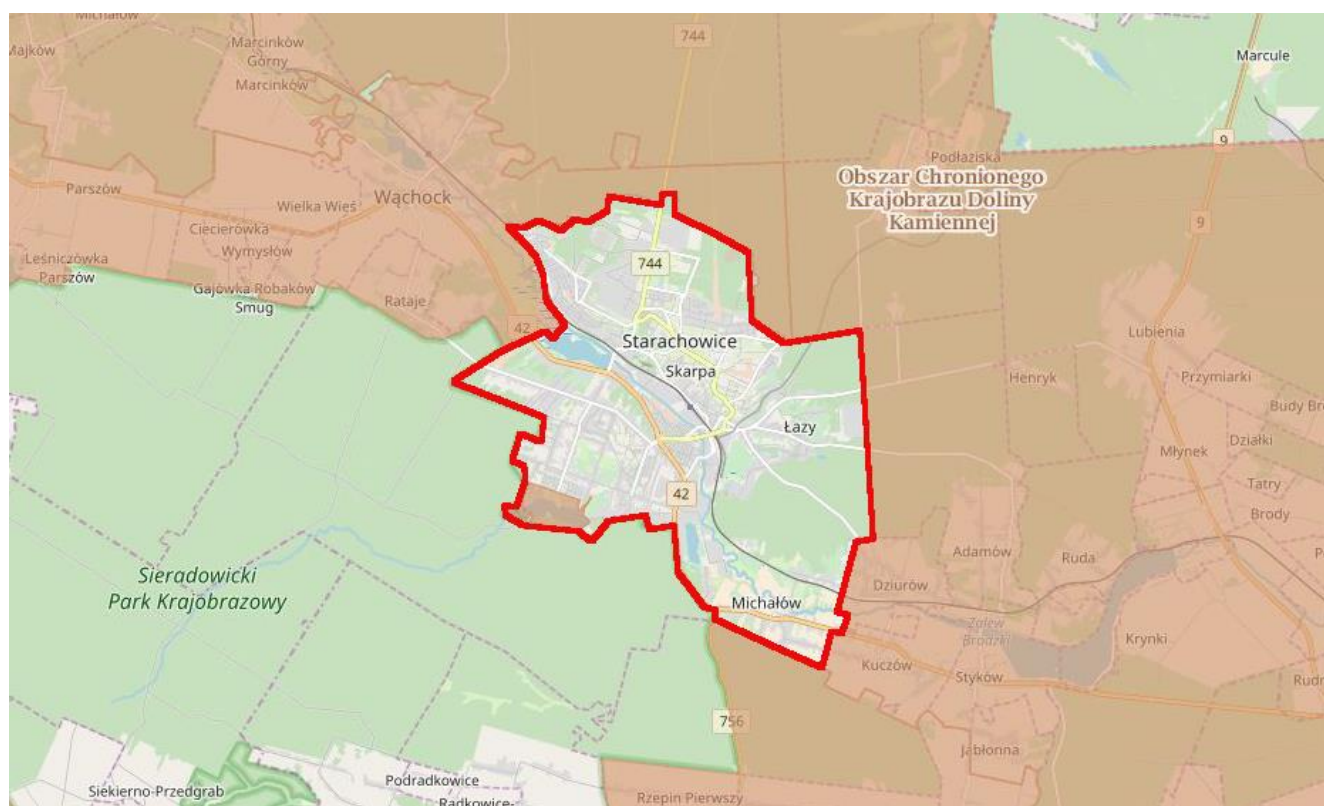 Michałów
Majków
Marcinków
Górny
Marcinków
744
Marcule
9
Podłaziska
Obszar Chronionego
Krajobrazu Doliny
Kamiennej
Parszów
Wąchock
Wielka Wieś
Ciecierówka
Wymysłów
9
Leśniczówka
Parszów
744
Gajówka Robaków
Smug
Rataje
42
Lubienia
Starachowice
Skarpa
Henryk
Przymiarki
Łazy
Działki
Młynek
Tatry
42
Brody
Adamów
Ruda
Sieradowicki
Park Krajobrazowy
Dziurów
Michałów
Zalew
Brodzki
Krynki
Kuczów
Styków
756
Jabłonna
Podradkowice
Siekierno-Przedgrab
Radkowice-
Rzepin Pierwszy